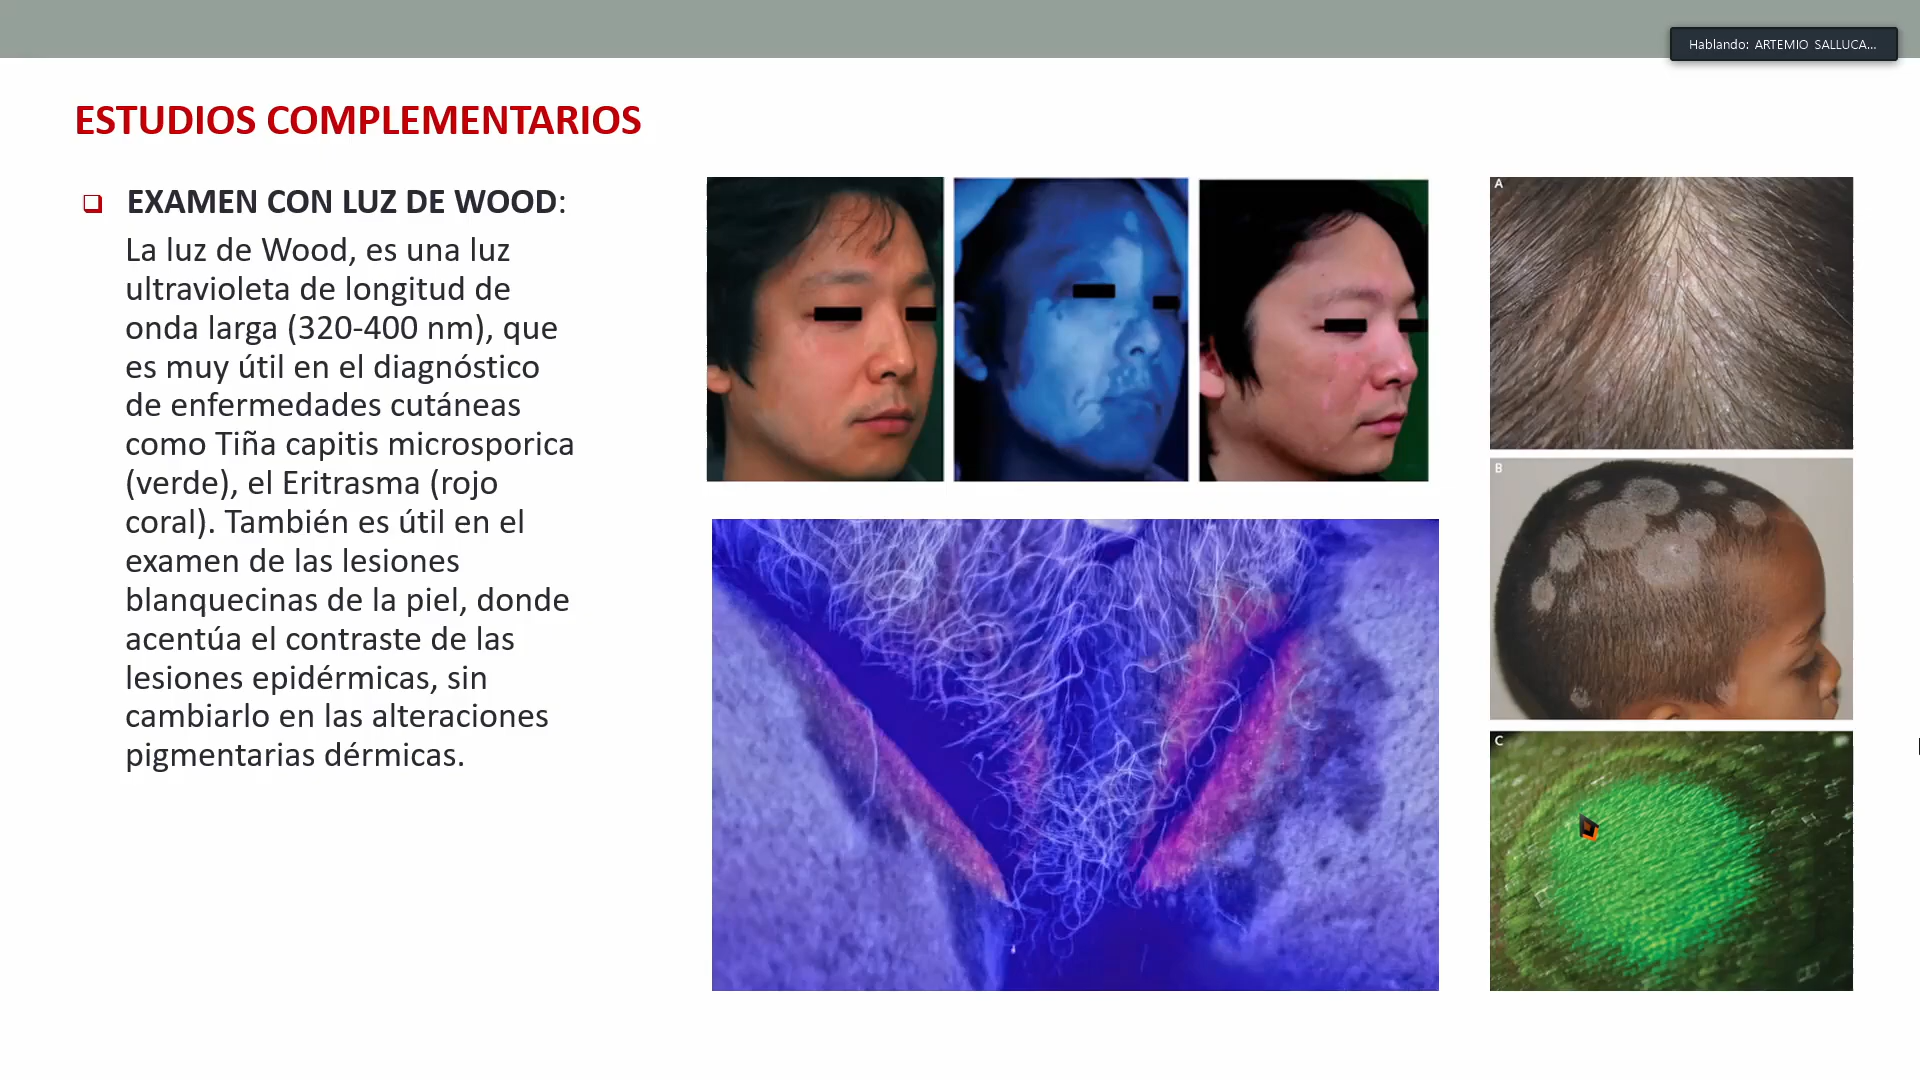 Hablando: ARTEMIO SALLUCA...
ESTUDIOS COMPLEMENTARIOS
EXAMEN CON LUZ DE WOOD:
La luz de Wood, es una luz
ultravioleta de longitud de
onda larga (320-400 nm), que
es muy útil en el diagnóstico
de enfermedades cutáneas
como Tiña capitis microsporica
(verde), el Eritrasma (rojo
coral). También es útil en el
examen de las lesiones
blanquecinas de la piel, donde
acentúa el contraste de las
lesiones epidérmicas, sin
cambiarlo en las alteraciones
pigmentarias dérmicas.
A
B
C